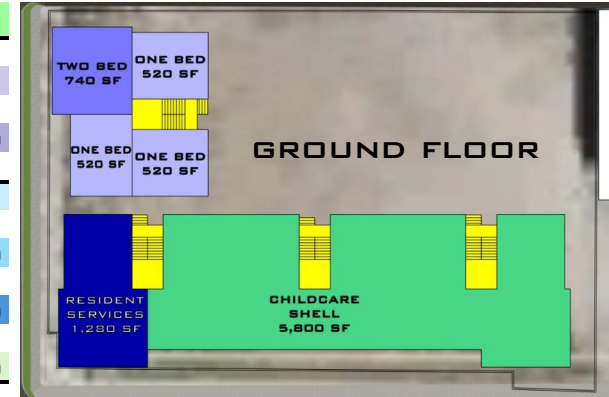 TWO BED
740 SF
ONE BED
520 SF
ONE BED
520 SF
ONE BED
520 SF
GROUND FLOOR
RESIDENT
SERVICES
1,280 SF
CHILDCARE
SHELL
5,800 SF